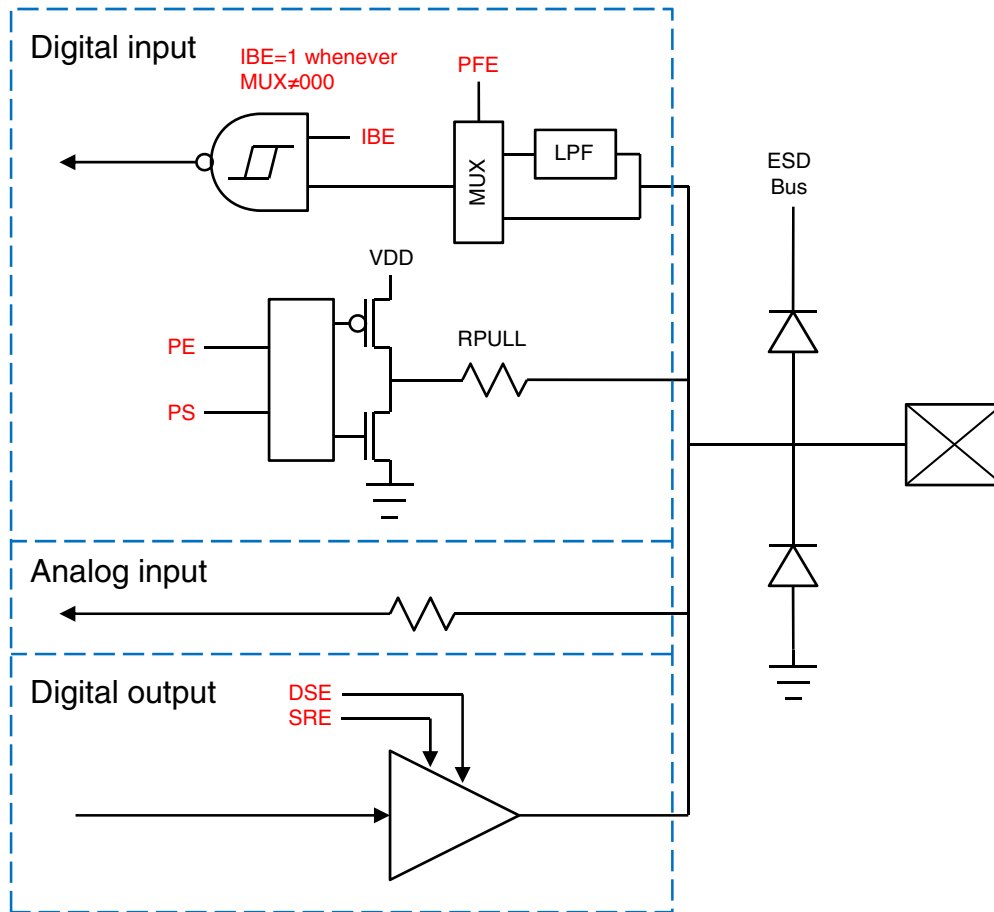 Digital input
IBE=1 whenever
MUX≠000
PFE
IBE
LPF
MUX
ESD
Bus
VDD
RPULL
PE
PS
Analog input
Digital output
DSE
SRE